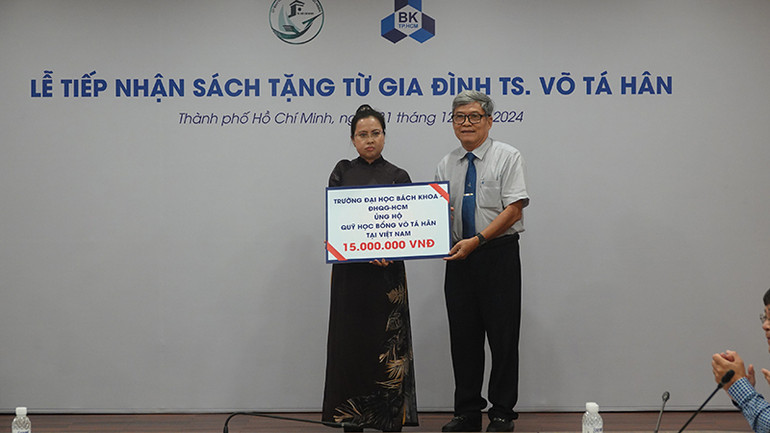 BK
TP.HCM
LỄ TIẾP NHẬN SÁCH TẶNG TỪ GIA ĐÌNH TS. VÕ TÁ HÂN
Thành phố Hồ Chí Minh, ng 1 tháng 12 2024
TRƯỜNG ĐẠI HỌC BÁCH KHOA -
ĐHQG-HCM
ỦNG HỘ
QUỸ HỌC BỔNG VÕ TÁ HÂN
TẠI VIỆT NAM
15.000.000 VNĐ